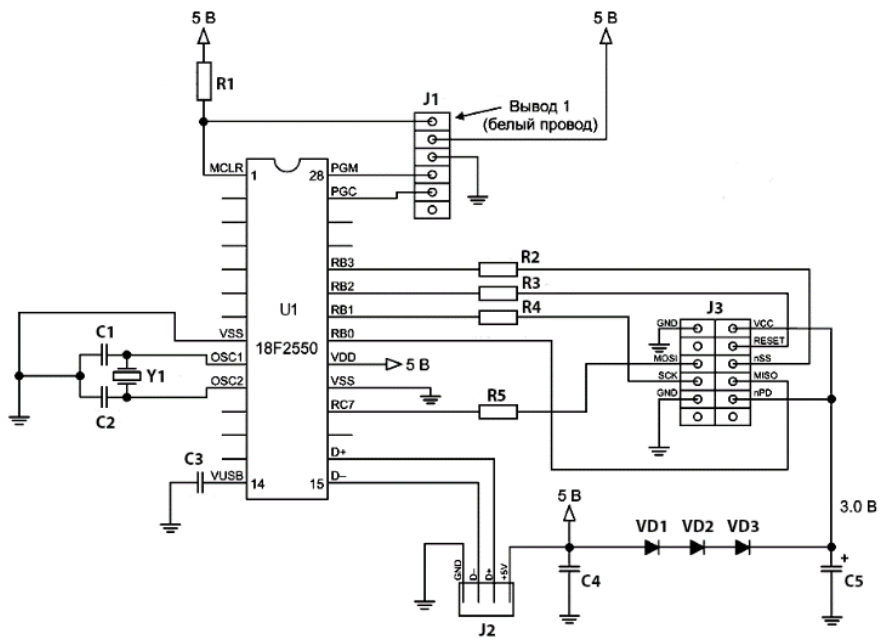 5 В
5 В
R1
J1
Вывод 1
(белый провод)
MCLR
1
28
PGM
PGC
RB3
R2
RB2
R3
RB1
R4
U1
18F2550
J3
VSS
RB0
GND
VCC
RESET
C1
OSC1
VDD
5 В
MOSI
nSS
Y1
OSC2
VSS
SCK
MISO
C2
RC7
R5
GND
nPD
D+
C3
VUSB
14
15
D–
5 В
3.0 В
VD1
VD2
VD3
GND
D–
D+
+5V
C4
+
C5
J2